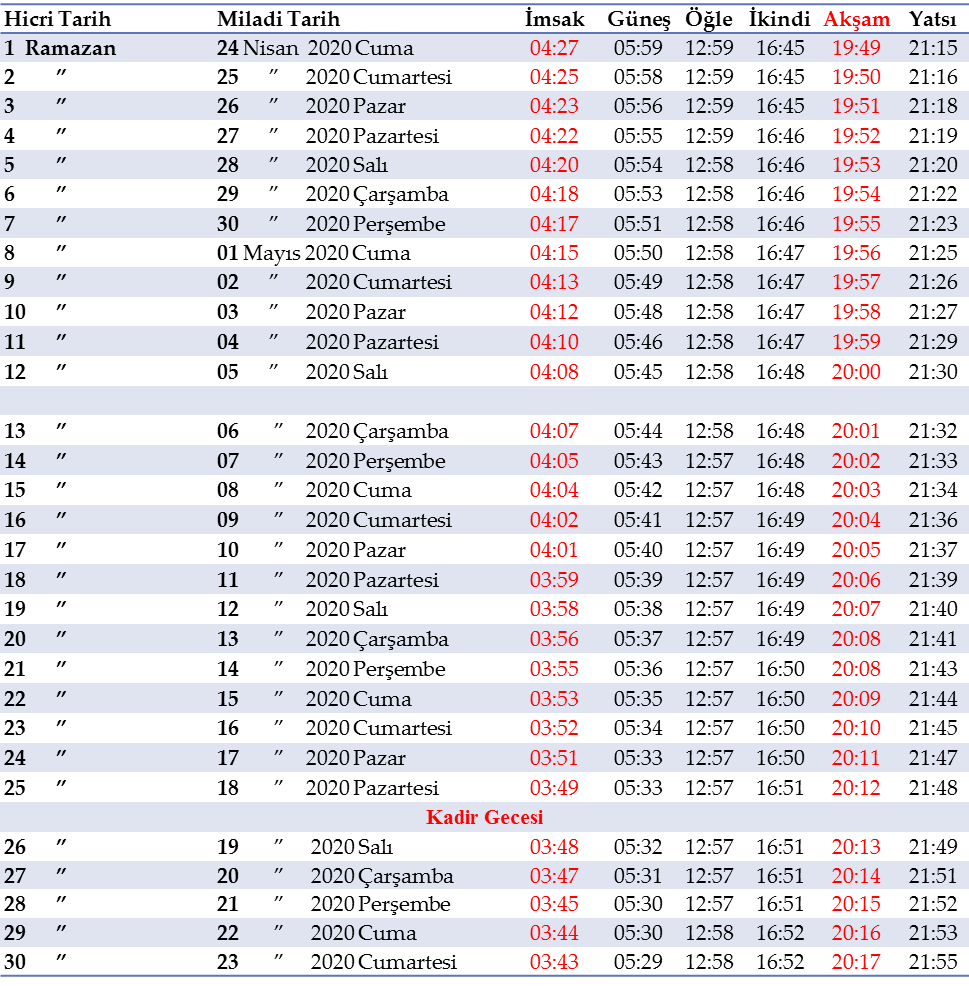 Hicri Tarih Miladi Tarih İmsak Güneş Öğle İkindi Akşam Yatsı
1 Ramazan 24 Nisan 2020 Cuma 04:27 05:59 12:59 16:45 19:49 21:15
2 ” 25 ” 2020 Cumartesi 04:25 05:58 12:59 16:45 19:50 21:16
3 ” 26 ” 2020 Pazar 04:23 05:56 12:59 16:45 19:51 21:18
4 ” 27 ” 2020 Pazartesi 04:22 05:55 12:59 16:46 19:52 21:19
5 ” 28 ” 2020 Salı 04:20 05:54 12:58 16:46 19:53 21:20
6 ” 29 ” 2020 Çarşamba 04:18 05:53 12:58 16:46 19:54 21:22
7 ” 30 2020 Perşembe 04:17 05:51 12:58 16:46 19:55 21:23
8 ” 01 Mayıs 2020 Cuma 04:15 05:50 12:58 16:47 19:56 21:25
9 ” 02 ” 2020 Cumartesi 04:13 05:49 12:58 16:47 19:57 21:26
10 ” 03 ” 2020 Pazar 04:12 05:48 12:58 16:47 19:58 21:27
11 ” 04 ” 2020 Pazartesi 04:10 05:46 12:58 16:47 19:59 21:29
12 ” 05 ” 2020 Salı 04:08 05:45 12:58 16:48 20:00 21:30
13 ” 06 ” 2020 Çarşamba 04:07 05:44 12:58 16:48 20:01 21:32
14 ” 07 ” 2020 Perşembe 04:05 05:43 12:57 16:48 20:02 21:33
15 ” 08 ” 2020 Cuma 04:04 05:42 12:57 16:48 20:03 21:34
16 ” 09 ” 2020 Cumartesi 04:02 05:41 12:57 16:49 20:04 21:36
17 ” 10 ” 2020 Pazar 04:01 05:40 12:57 16:49 20:05 21:37
18 ” 11 ” 2020 Pazartesi 03:59 05:39 12:57 16:49 20:06 21:39
19 ” 12 ” 2020 Salı 03:58 05:38 12:57 16:49 20:07 21:40
20 ” 13 ” 2020 Çarşamba 03:56 05:37 12:57 16:49 20:08 21:41
21 ” 14 ” 2020 Perşembe 03:55 05:36 12:57 16:50 20:08 21:43
22 ” 15 ” 2020 Cuma 03:53 05:35 12:57 16:50 20:09 21:44
23 ” 16 ” 2020 Cumartesi 03:52 05:34 12:57 16:50 20:10 21:45
24 ” 17 ” 2020 Pazar 03:51 05:33 12:57 16:50 20:11 21:47
25 ” 18 ” 2020 Pazartesi 03:49 05:33 12:57 16:51 20:12 21:48
Kadir Gecesi
26 ” 19 ” 2020 Salı 03:48 05:32 12:57 16:51 20:13 21:49
27 ” 20 ” 2020 Çarşamba 03:47 05:31 12:57 16:51 20:14 21:51
28 ” 21 ” 2020 Perşembe 03:45 05:30 12:57 16:51 20:15 21:52
29 ” 22 ” 2020 Cuma 03:44 05:30 12:58 16:52 20:16 21:53
30 ” 23 ” 2020 Cumartesi 03:43 05:29 12:58 16:52 20:17 21:55